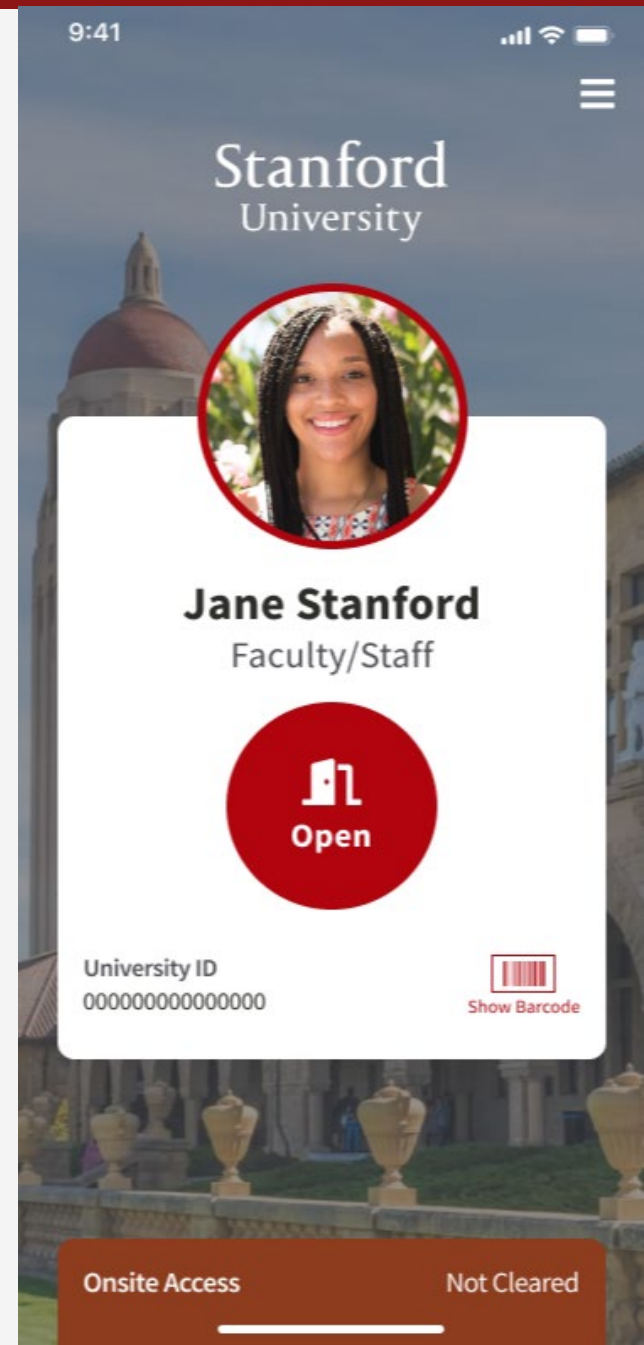 9:41
Stanford
University
Jane Stanford
Faculty/Staff
Open
University ID
000000000000000
Show Barcode
Onsite Access Not Cleared